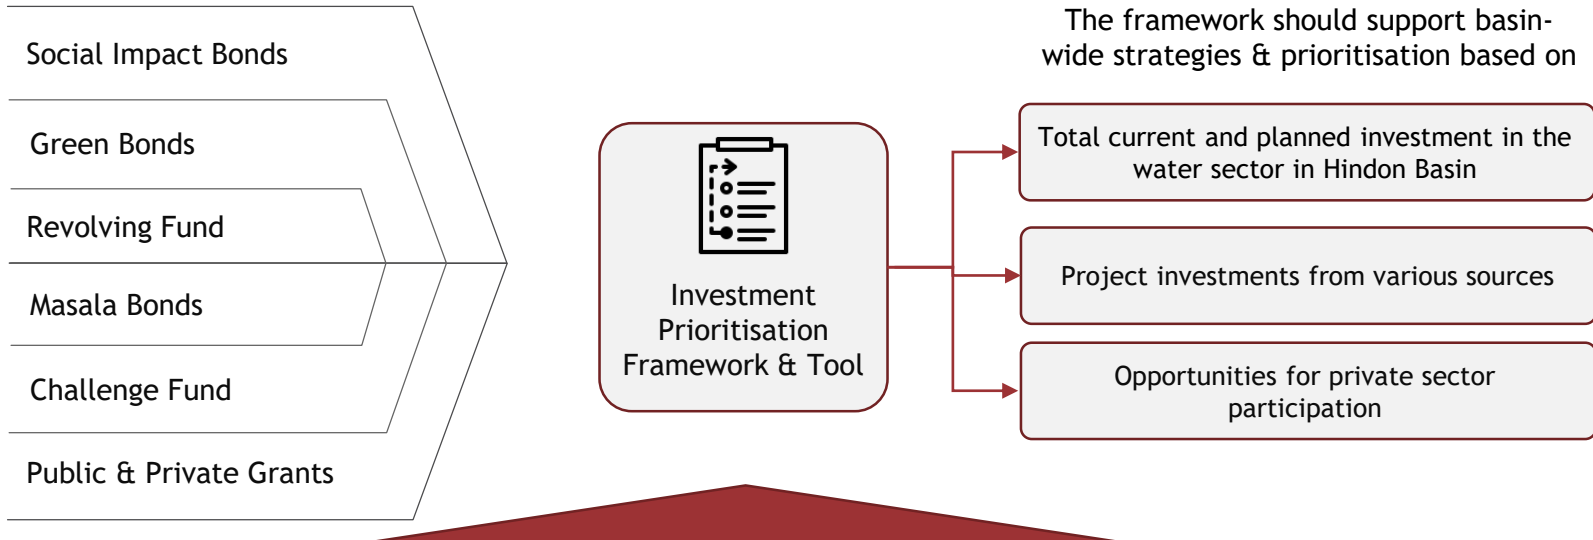 Social Impact Bonds
Green Bonds
Revolving Fund
Masala Bonds
Challenge Fund
Public & Private Grants
Investment
Prioritisation
Framework & Tool
The framework should support basin-
wide strategies & prioritisation based on
Total current and planned investment in the
water sector in Hindon Basin
Project investments from various sources
Opportunities for private sector
participation